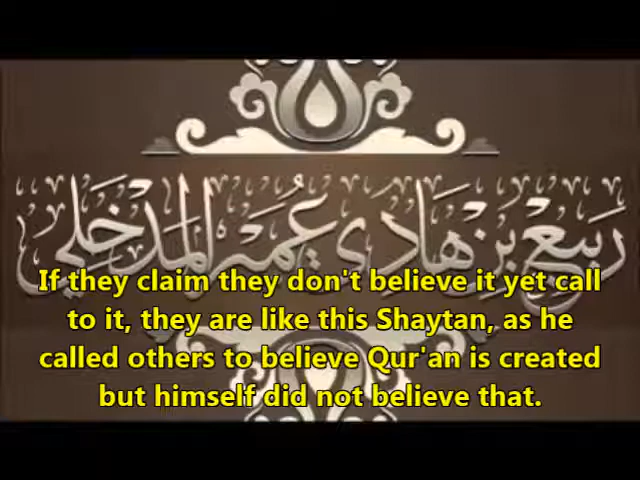 ربيع بن هادي عمير المدخلي
If they claim they don't believe it yet call
to it, they are like this Shaytan, as he
called others to believe Qur'an is created
but himself did not believe that.